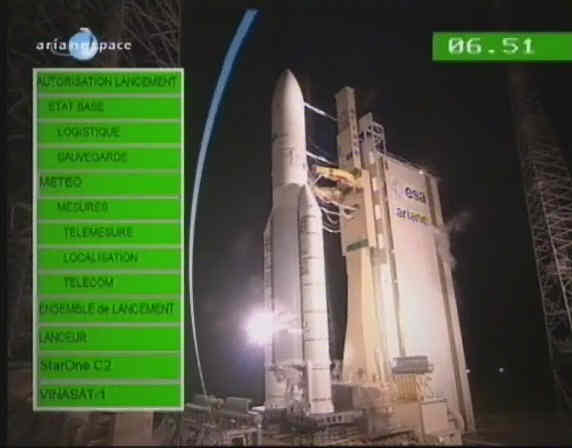 arianespace
06.51
AUTORISATION LANCEMENT
ETAT BASE
LOGISTIQUE
SAUVEGARDE
METEO
MESURES
TELEMESURE
LOCALISATION
TELECOM
ENSEMBLE de LANCEMENT
LANCEUR
StarOne C2
VINASAT-1
esa
ariane